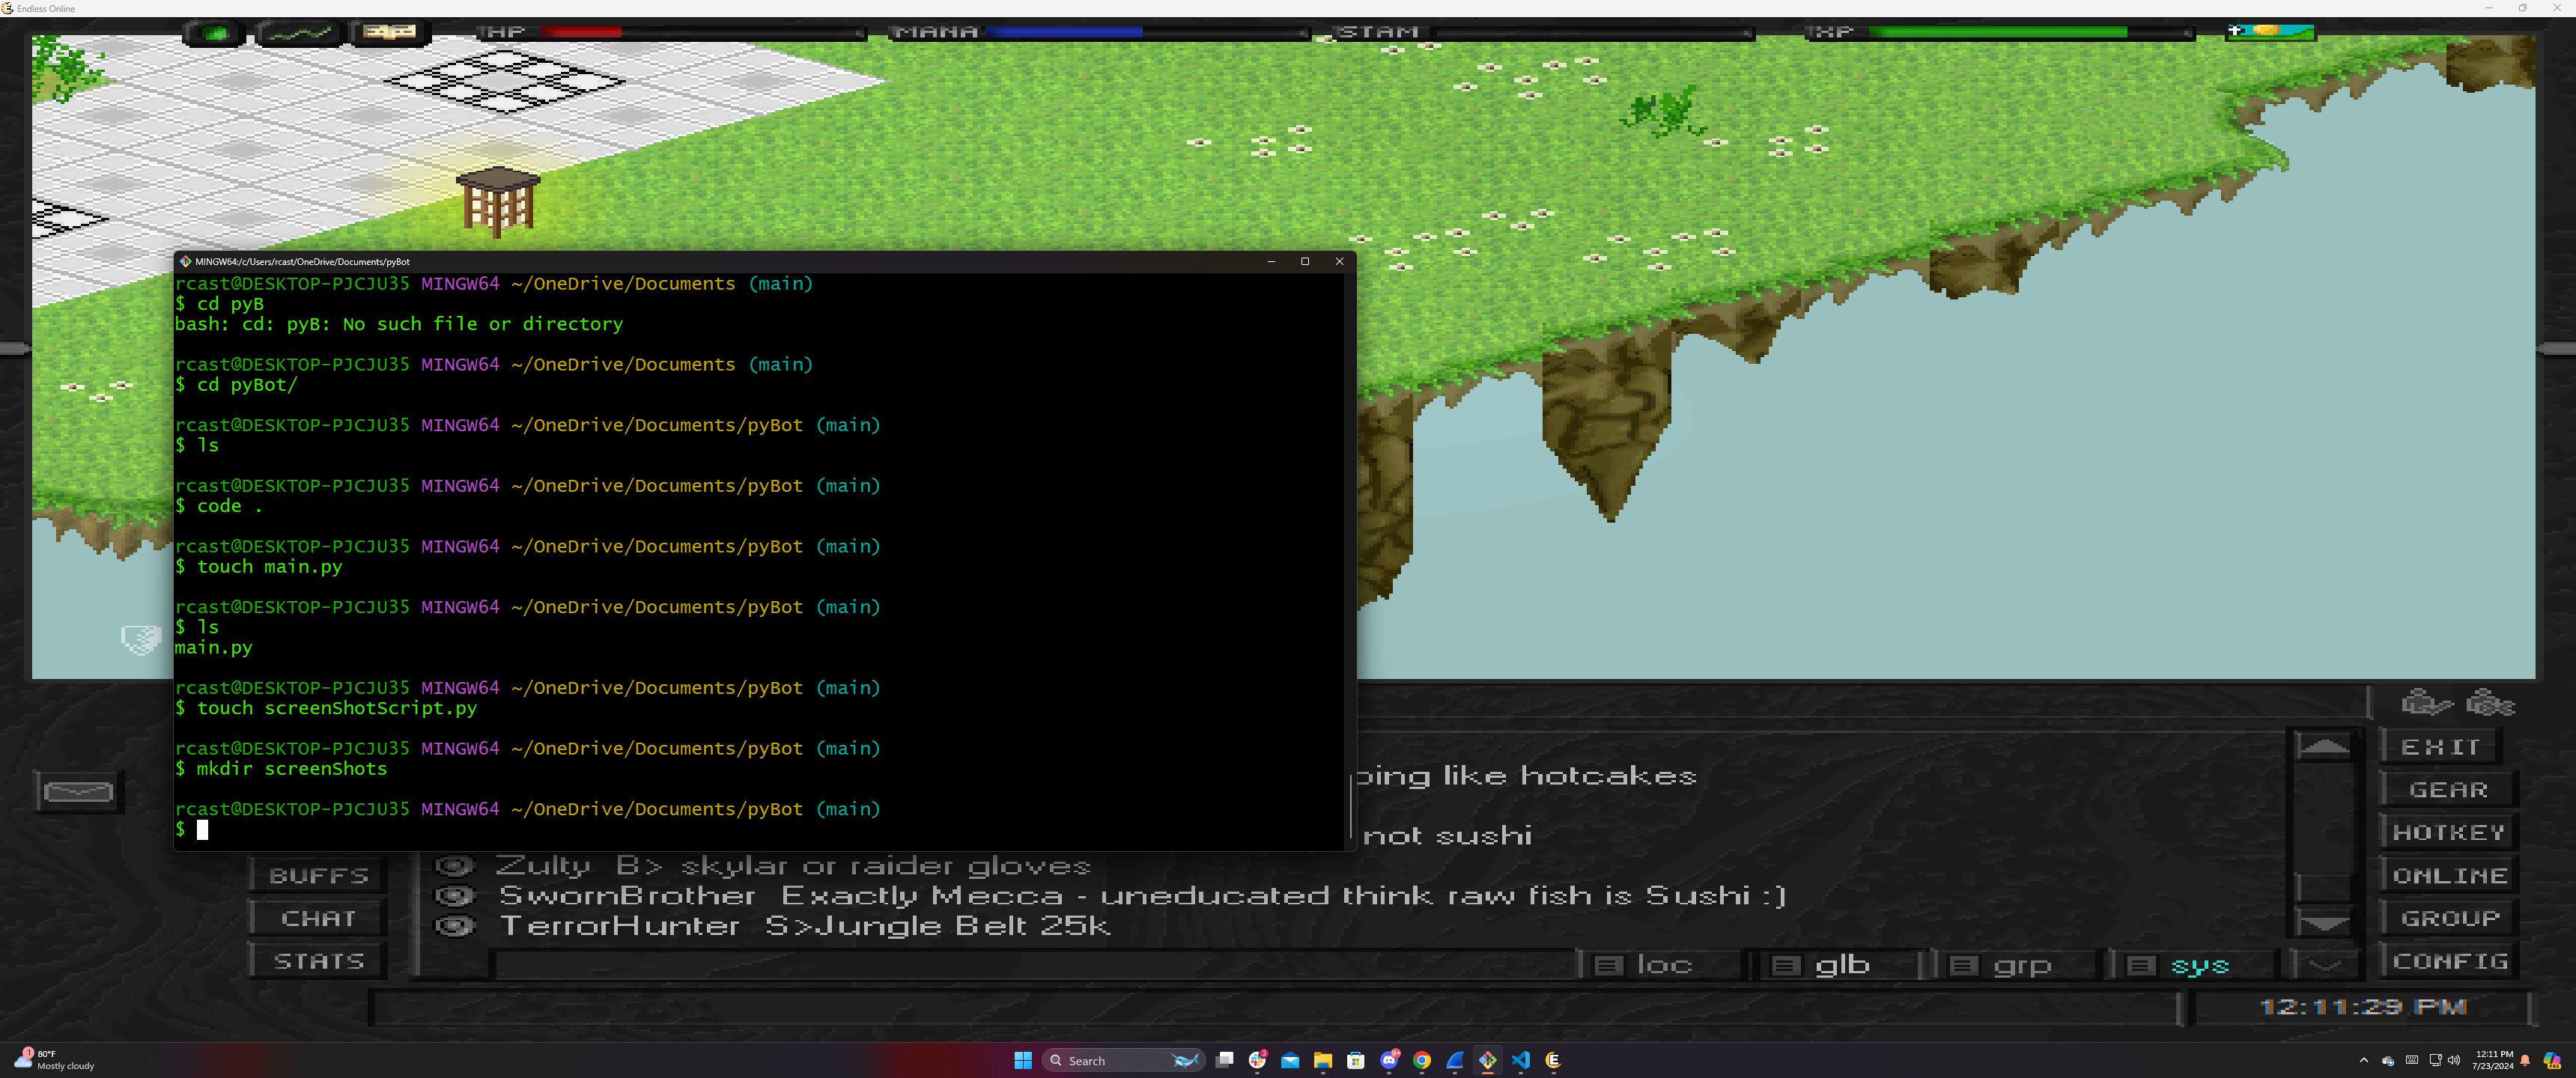 Endless Online
HP
MANA
STAM
XP
MINGW64:/c/Users/rcast/OneDrive/Documents/pyBot
rcast@DESKTOP-PJCJU35 MINGW64 ~/OneDrive/Documents (main)
$ cd pyB
bash: cd: pyB: No such file or directory
rcast@DESKTOP-PJCJU35 MINGW64 ~/OneDrive/Documents (main)
$ cd pyBot/
rcast@DESKTOP-PJCJU35 MINGW64 ~/OneDrive/Documents/pyBot (main)
$ ls
rcast@DESKTOP-PJCJU35 MINGW64 ~/OneDrive/Documents/pyBot (main)
$ code .
rcast@DESKTOP-PJCJU35 MINGW64 ~/OneDrive/Documents/pyBot (main)
$ touch main.py
rcast@DESKTOP-PJCJU35 MINGW64 ~/OneDrive/Documents/pyBot (main)
$ ls
main.py
rcast@DESKTOP-PJCJU35 MINGW64 ~/OneDrive/Documents/pyBot (main)
$ touch screenShotScript.py
rcast@DESKTOP-PJCJU35 MINGW64 ~/OneDrive/Documents/pyBot (main)
$ mkdir screenShots
rcast@DESKTOP-PJCJU35 MINGW64 ~/OneDrive/Documents/pyBot (main)
$
like hotcakes
not sushi
Zulty B> skylar or raider gloves
SwornBrother Exactly Mecca - uneducated think raw fish is Sushi :)
TerrorHunter S>Jungle Belt 25k
BUFFS
CHAT
STATS
EXIT
GEAR
HOTKEY
ONLINE
GROUP
CONFIG
loc
glb
grp
sys
12:11:29 PM
1
80°F
Mostly cloudy
Search
3
9+
12:11 PM
7/23/2024